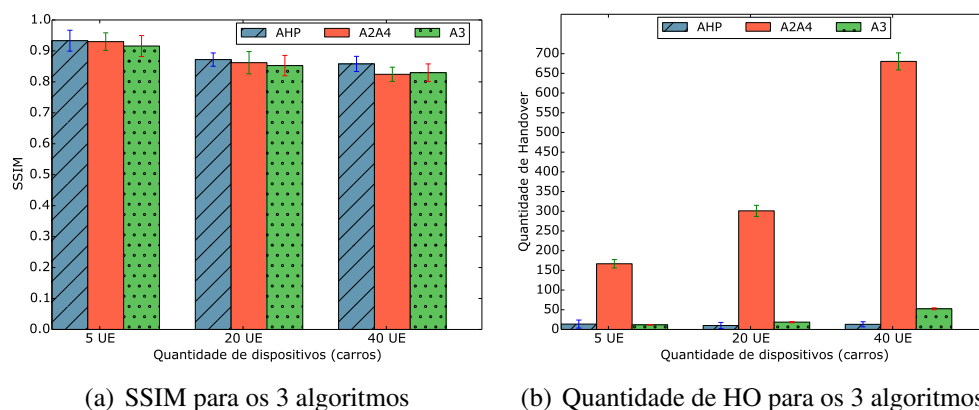 1.0
0.9
0.8
0.7
0.6
0.5
0.4
0.3
0.2
0.1
0.0
SSIM
AHP A2A4 A3
5 UE 20 UE 40 UE
Quantidade de dispositivos (carros)
(a) SSIM para os 3 algoritmos
700
650
600
550
500
450
400
350
300
250
200
150
100
50
0
Quantidade de Handover
AHP A2A4 A3
5 UE 20 UE 40 UE
Quantidade de dispositivos (carros)
(b) Quantidade de HO para os 3 algoritmos